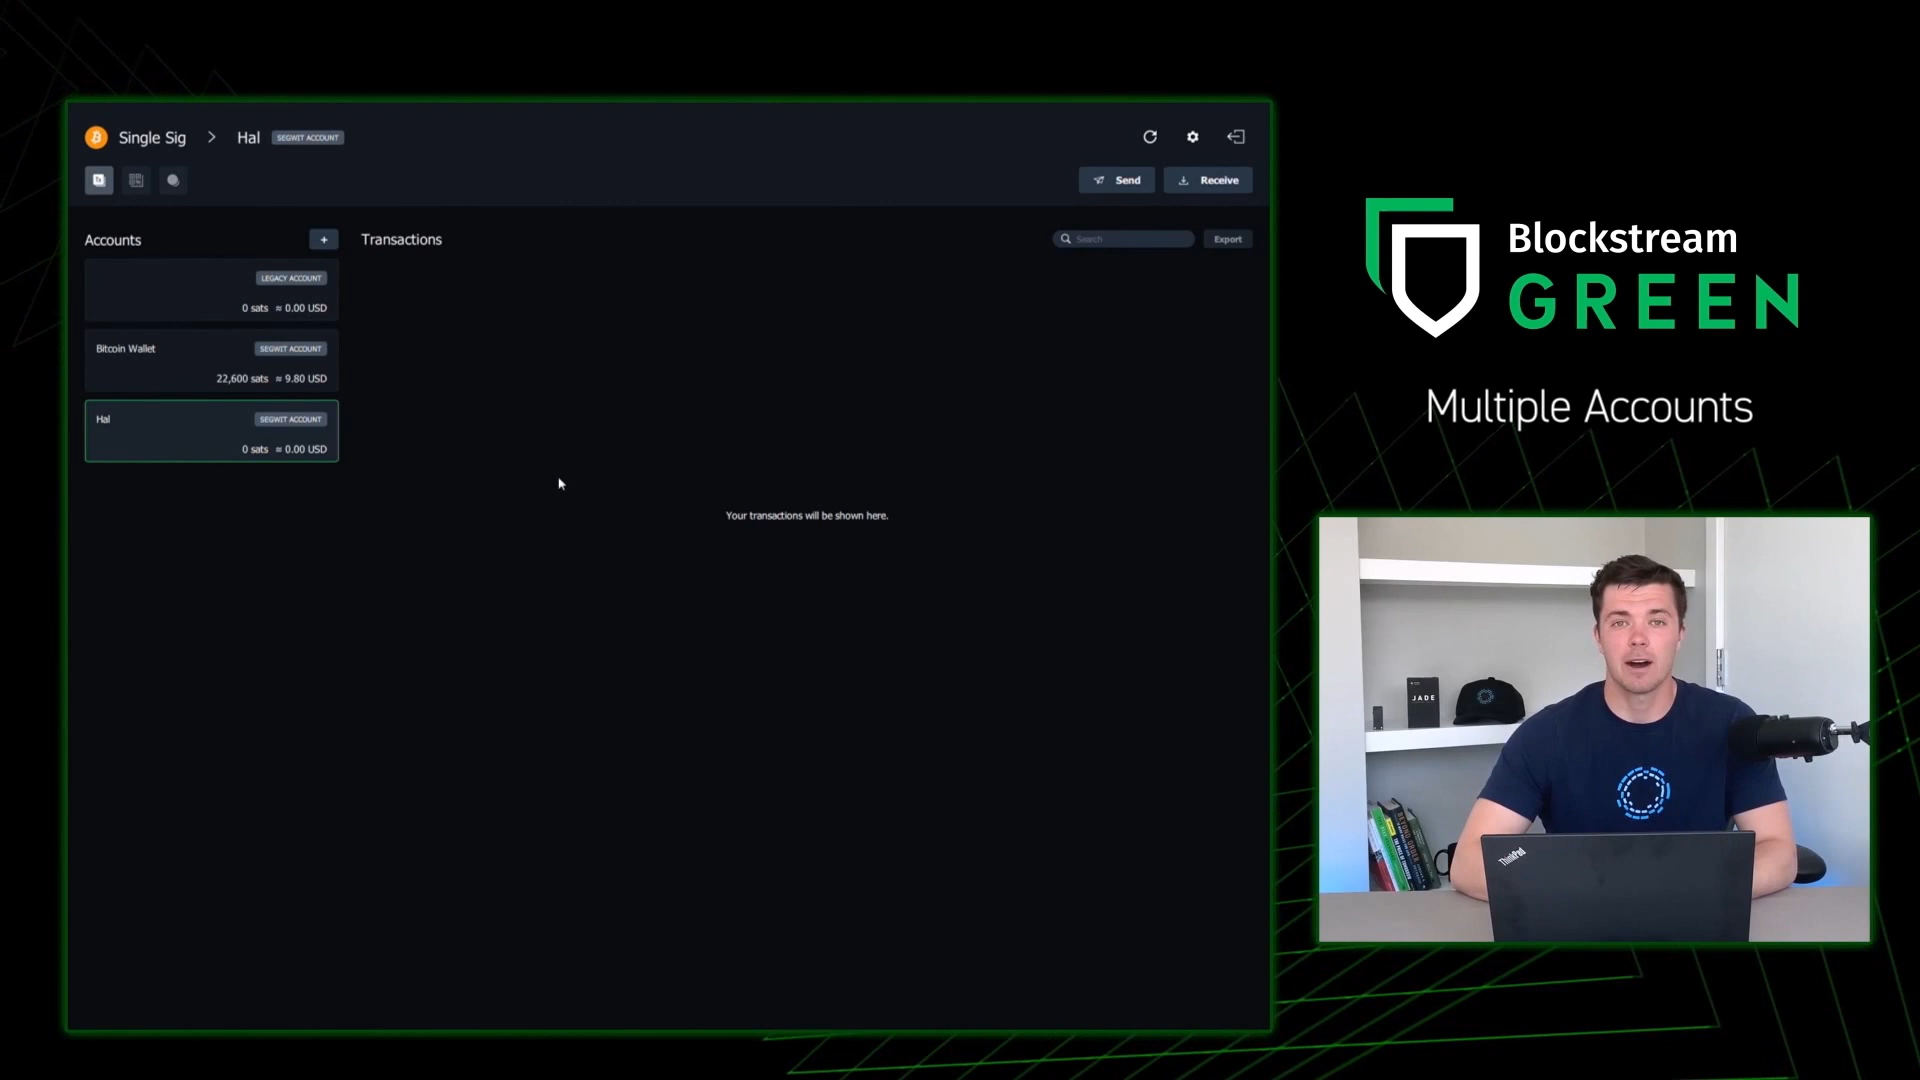 Single Sig > Hal SEGWIT ACCOUNT
Send
Receive
Accounts
+
Transactions
Search
Export
LEGACY ACCOUNT
0 sats ≈ 0.00 USD
Bitcoin Wallet
SEGWIT ACCOUNT
22,600 sats ≈ 9.80 USD
Hal
SEGWIT ACCOUNT
0 sats ≈ 0.00 USD
Your transactions will be shown here.
Blockstream
GREEN
Multiple Accounts
JADE
BEYOND ORDER
ThinkPad